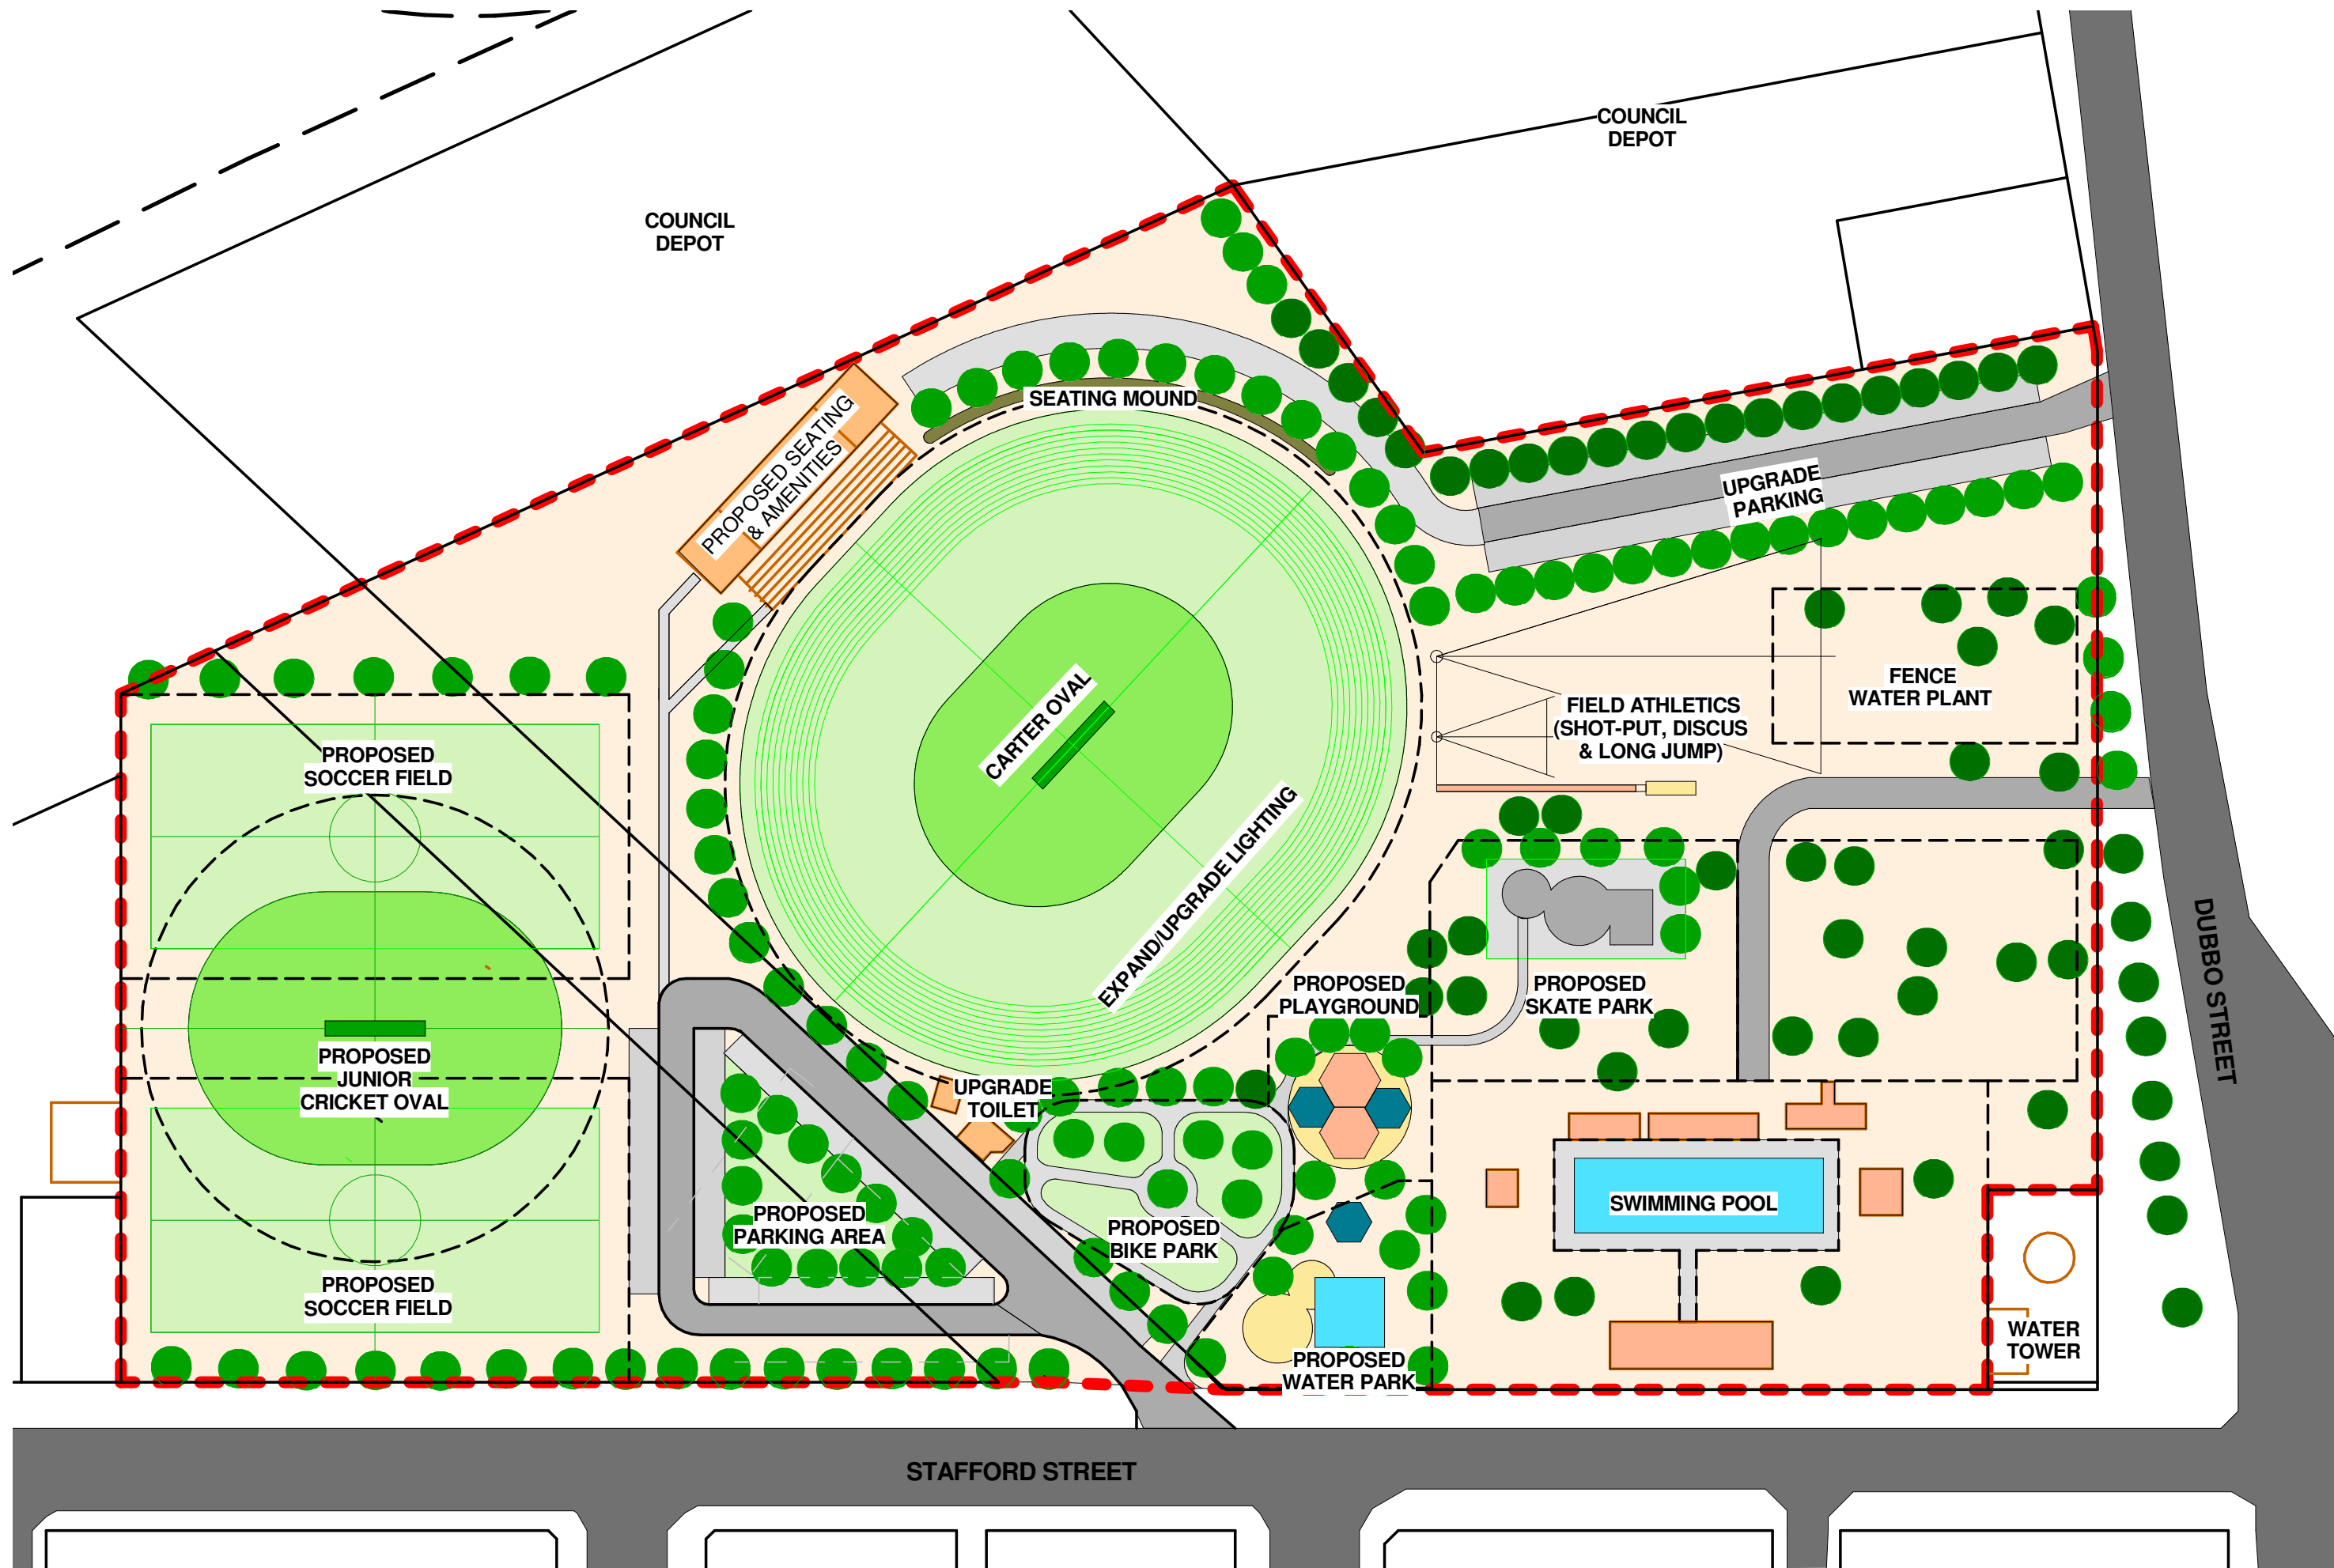 COUNCIL
DEPOT
COUNCIL
DEPOT
SEATING MOUND
PROPOSED SEATING
& AMENITIES
UPGRADE
PARKING
CARTER OVAL
EXPAND/UPGRADE LIGHTING
FIELD ATHLETICS
(SHOT-PUT, DISCUS
& LONG JUMP)
FENCE
WATER PLANT
PROPOSED
SOCCER FIELD
PROPOSED
JUNIOR
CRICKET OVAL
PROPOSED
SOCCER FIELD
PROPOSED
PLAYGROUND
PROPOSED
SKATE PARK
DUBBO STREET
UPGRADE
TOILET
PROPOSED
PARKING AREA
PROPOSED
BIKE PARK
SWIMMING POOL
PROPOSED
WATER PARK
WATER
TOWER
STAFFORD STREET